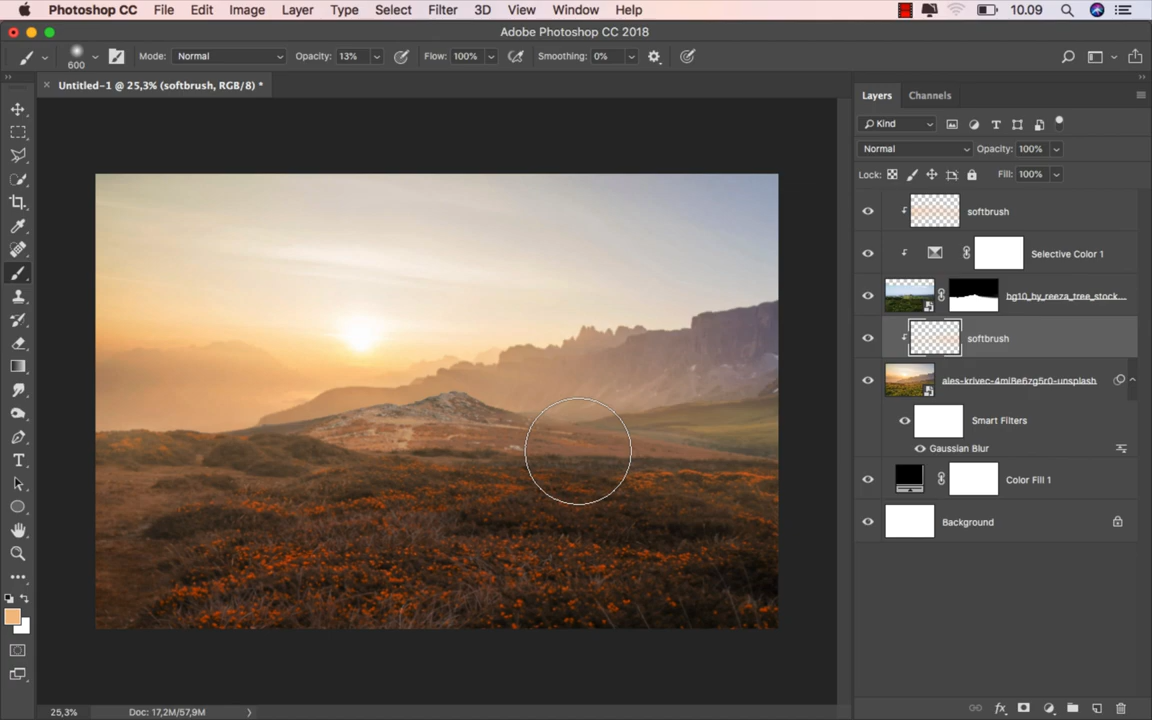 Photoshop CC File Edit Image Layer Type Select Filter 3D View Window Help 10.09
Adobe Photoshop CC 2018
600 Mode: Normal Opacity: 13% Flow: 100% Smoothing: 0%
Untitled-1 @ 25,3% (softbrush, RGB/8) *
Layers Channels
Kind
Normal Opacity: 100%
Lock: Fill: 100%
softbrush
Selective Color 1
bg10_by_reeza_tree_stock...
softbrush
ales-krivec-4miBe6zg5r0-unsplash
Smart Filters
Gaussian Blur
Color Fill 1
Background
25,3% Doc: 17,2M/57,9M